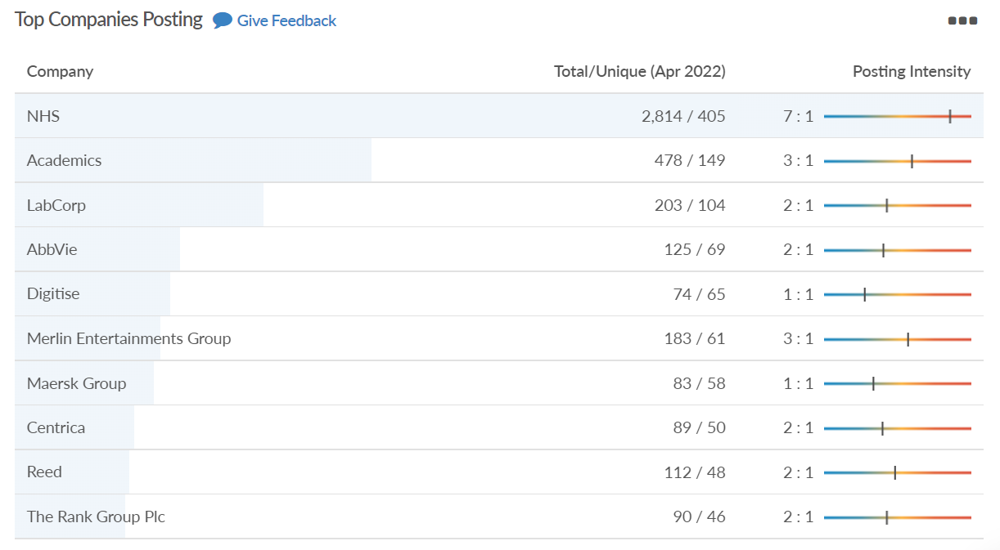 Top Companies Posting Give Feedback
Company Total/Unique (Apr 2022) Posting Intensity
NHS 2,814 / 405 7 : 1
Academics 478 / 149 3 : 1
LabCorp 203 / 104 2 : 1
AbbVie 125 / 69 2 : 1
Digitise 74 / 65 1 : 1
Merlin Entertainments Group 183 / 61 3 : 1
Maersk Group 83 / 58 1 : 1
Centrica 89 / 50 2 : 1
Reed 112 / 48 2 : 1
The Rank Group Plc 90 / 46 2 : 1